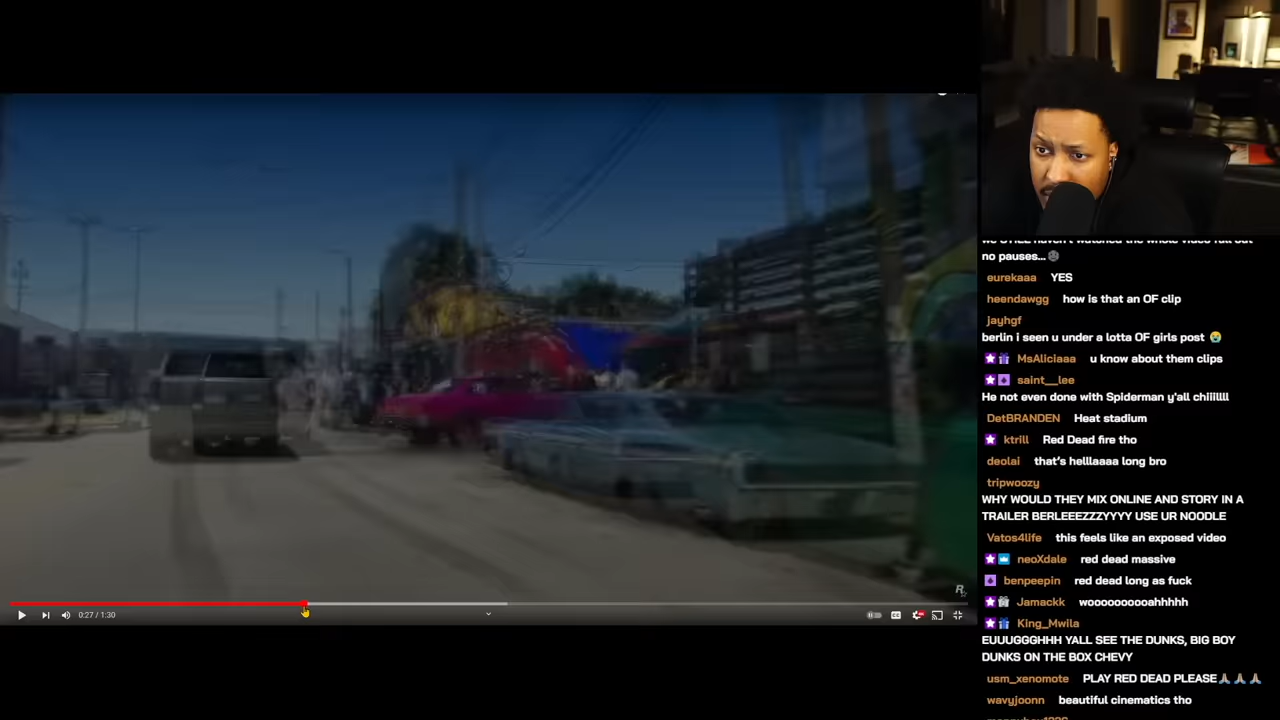 0:27 / 1:30
no pauses...
eurekaaa YES
heendawgg how is that an OF clip
jayhgf
berlin i seen u under a lotta OF girls post 😭
MsAliciaaa u know about them clips
saint__lee
He not even done with Spiderman y'all chiiillll
DetBRANDEN Heat stadium
ktrill Red Dead fire tho
deolai that's helllaaaa long bro
tripwoozy
WHY WOULD THEY MIX ONLINE AND STORY IN A
TRAILER BERLEEEZZZYYYY USE UR NOODLE
Vatos4life this feels like an exposed video
neoXdale red dead massive
benpeepin red dead long as fuck
Jamackk wooooooooahhhhh
King_Mwila
EUUUGGGHHH YALL SEE THE DUNKS, BIG BOY
DUNKS ON THE BOX CHEVY
usm_xenomote PLAY RED DEAD PLEASE🙏🙏🙏
wavyjoonn beautiful cinematics tho